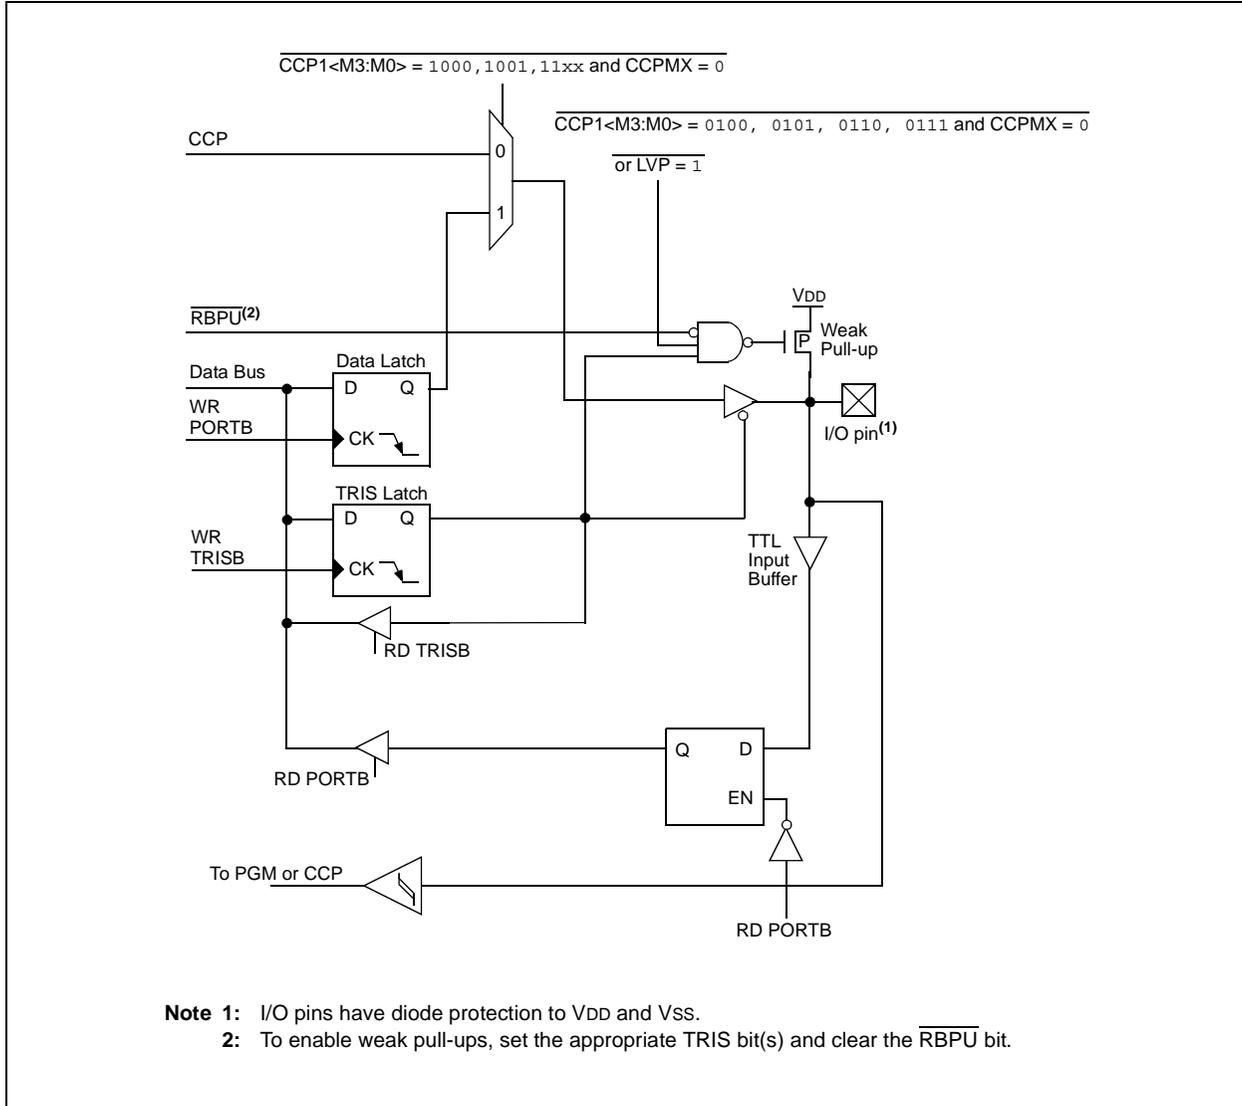 CCP1<M3:M0> = 1000,1001,11xx and CCPMX = 0
CCP1<M3:M0> = 0100, 0101, 0110, 0111 and CCPMX = 0
or LVP = 1
CCP
0
1
RBPU(2)
VDD
Weak
Pull-up
P
Data Bus
Data Latch
D Q
WR
PORTB
CK
I/O pin(1)
TRIS Latch
D Q
WR
TRISB
CK
TTL
Input
Buffer
RD TRISB
Q D
RD PORTB
EN
To PGM or CCP
RD PORTB
Note 1: I/O pins have diode protection to VDD and VSS.
2: To enable weak pull-ups, set the appropriate TRIS bit(s) and clear the RBPU bit.